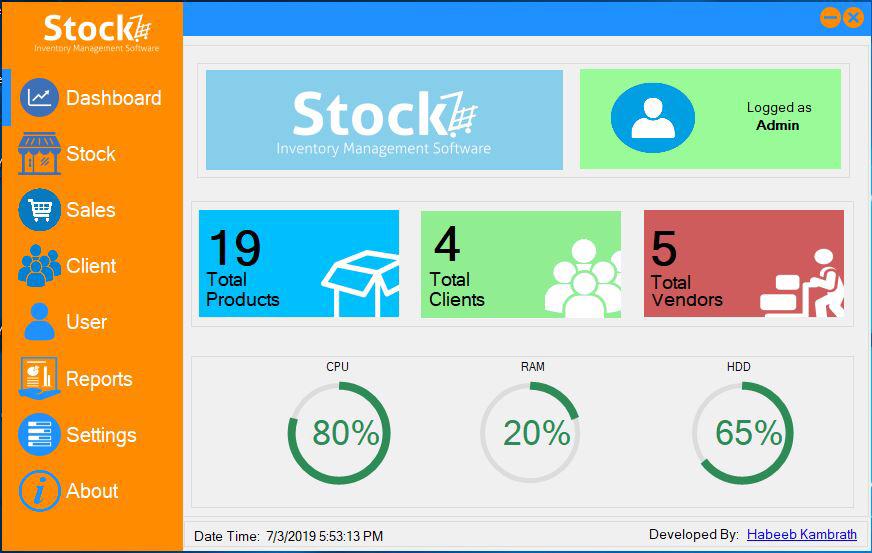 Stock
Inventory Management Software
Dashboard
Stock
Sales
Client
User
Reports
Settings
About
Stock
Inventory Management Software
Logged as
Admin
19
Total
Products
4
Total
Clients
5
Total
Vendors
CPU
RAM
HDD
80%
20%
65%
Date Time: 7/3/2019 5:53:13 PM
Developed By: Habeeb Kambrath